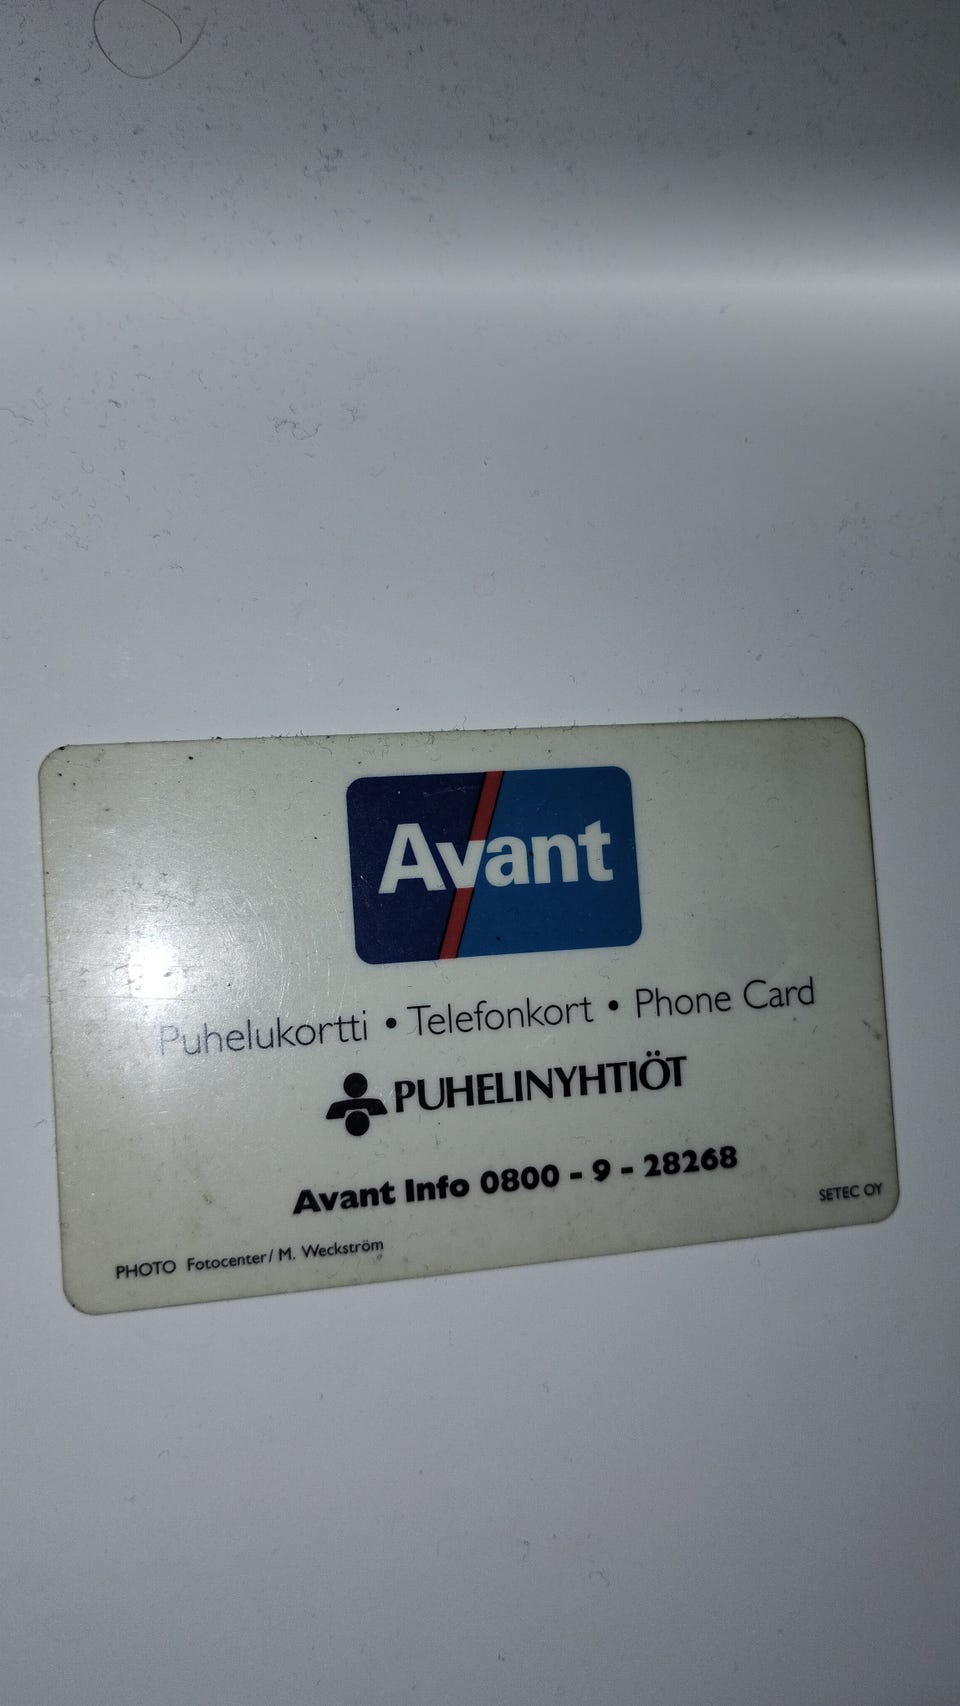 Avant
Puhelukortti • Telefonkort • Phone Card
PUHELINYHTIÖT
Avant Info 0800 - 9 - 28268
SETEC OY
PHOTO Fotocenter/ M. Weckström